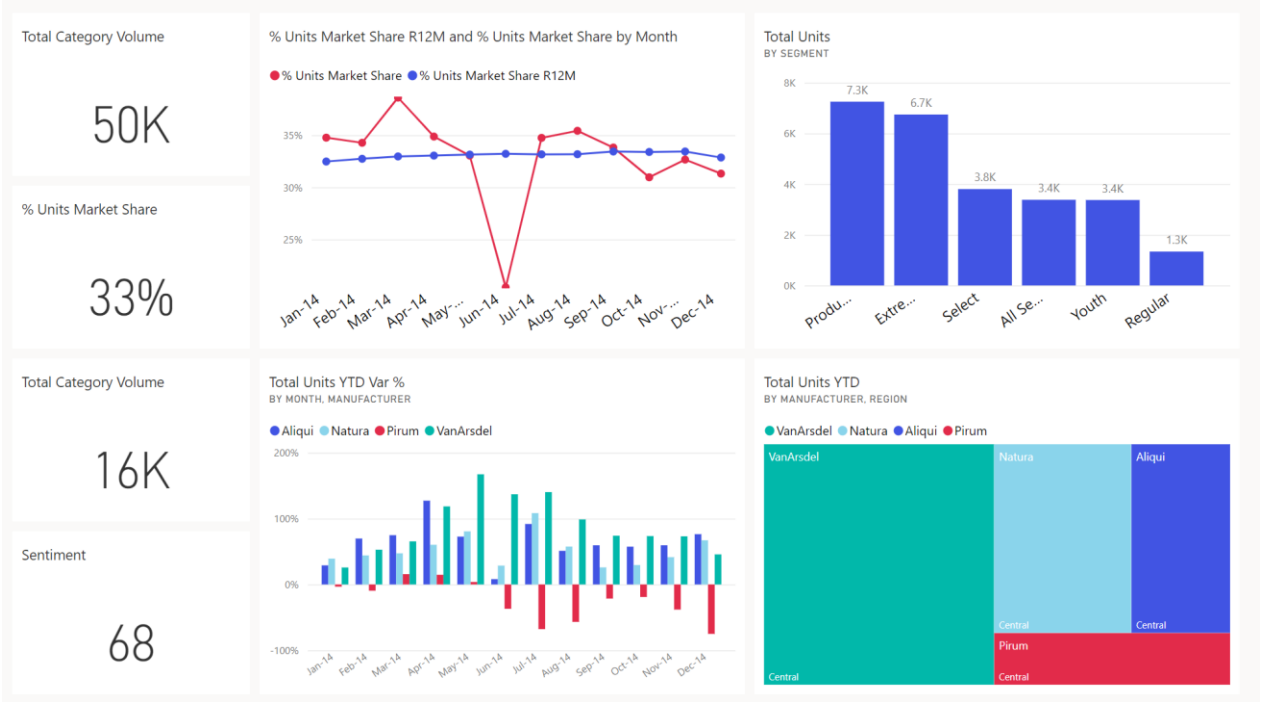 Total Category Volume
50K
% Units Market Share
33%
Total Category Volume
16K
Sentiment
68
% Units Market Share R12M and % Units Market Share by Month
% Units Market Share % Units Market Share R12M
35%
30%
25%
Jan-14 Feb-14 Mar-14 Apr-14 May-... Jun-14 Jul-14 Aug-14 Sep-14 Oct-14 Nov-... Dec-14
Total Units
BY SEGMENT
8K
6K
4K
2K
0K
7.3K 6.7K 3.8K 3.4K 3.4K 1.3K
Produ... Extre... Select All Se... Youth Regular
Total Units YTD Var %
BY MONTH, MANUFACTURER
Aliqui Natura Pirum VanArsdel
200%
100%
0%
-100%
Jan-14 Feb-14 Mar-14 Apr-14 May-14 Jun-14 Jul-14 Aug-14 Sep-14 Oct-14 Nov-14 Dec-14
Total Units YTD
BY MANUFACTURER, REGION
VanArsdel Natura Aliqui Pirum
VanArsdel Natura Aliqui
Central Central
Pirum
Central Central